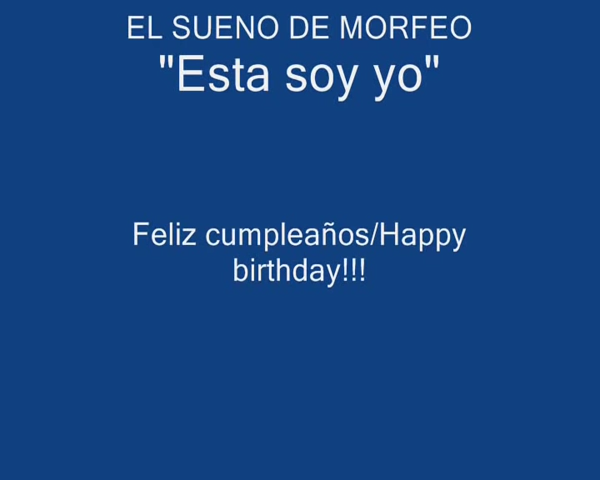 EL SUENO DE MORFEO
"Esta soy yo"
Feliz cumpleaños/Happy
birthday!!!